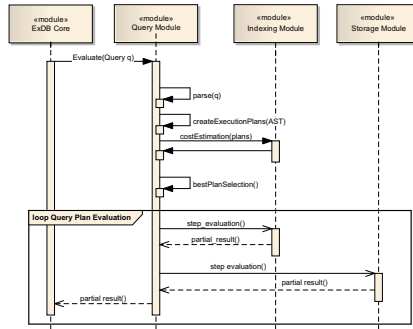 «module»
ExDB Core
«module»
Query Module
«module»
Indexing Module
«module»
Storage Module
Evaluate(Query q)
parse(q)
createExecutionPlans(AST)
costEstimation(plans)
bestPlanSelection()
loop Query Plan Evaluation
step_evaluation()
partial_result()
step evaluation()
partial result()
partial result()